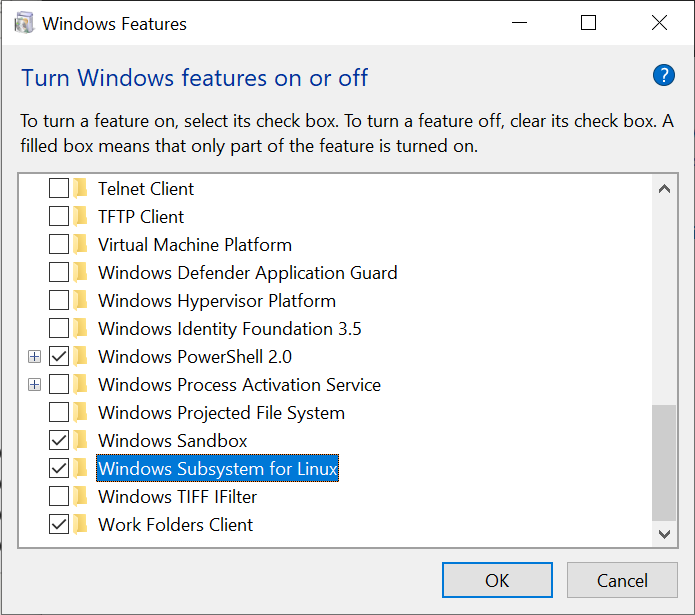 Windows Features
Turn Windows features on or off
?
To turn a feature on, select its check box. To turn a feature off, clear its check box. A
filled box means that only part of the feature is turned on.
Telnet Client
TFTP Client
Virtual Machine Platform
Windows Defender Application Guard
Windows Hypervisor Platform
Windows Identity Foundation 3.5
Windows PowerShell 2.0
Windows Process Activation Service
Windows Projected File System
Windows Sandbox
Windows Subsystem for Linux
Windows TIFF IFilter
Work Folders Client
OK
Cancel